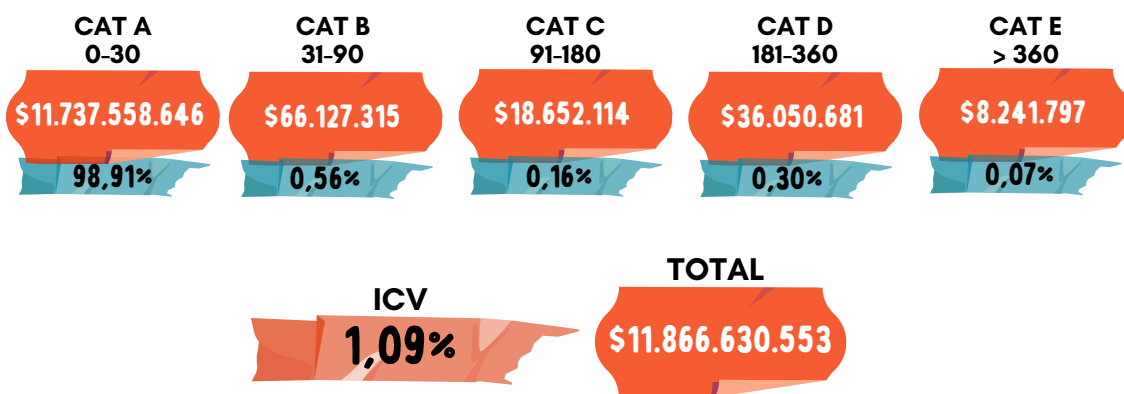 CAT A
0-30
$11.737.558.646
98,91%
CAT B
31-90
$66.127.315
0,56%
CAT C
91-180
$18.652.114
0,16%
CAT D
181-360
$36.050.681
0,30%
CAT E
> 360
$8.241.797
0,07%
ICV
1,09%
TOTAL
$11.866.630.553